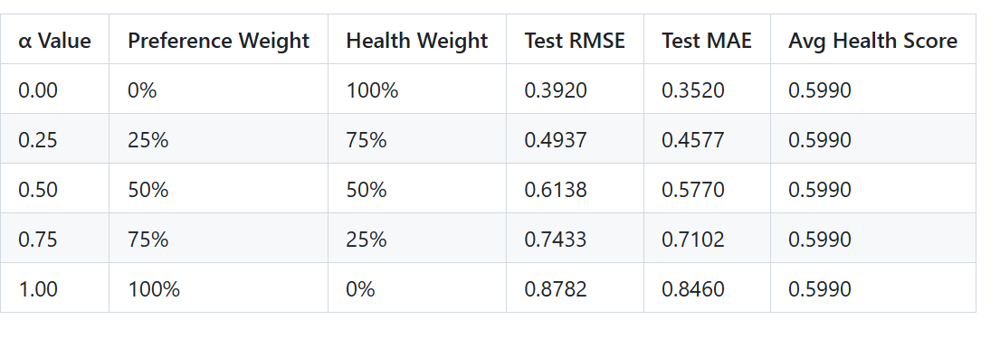 α Value Preference Weight Health Weight Test RMSE Test MAE Avg Health Score
0.00 0% 100% 0.3920 0.3520 0.5990
0.25 25% 75% 0.4937 0.4577 0.5990
0.50 50% 50% 0.6138 0.5770 0.5990
0.75 75% 25% 0.7433 0.7102 0.5990
1.00 100% 0% 0.8782 0.8460 0.5990